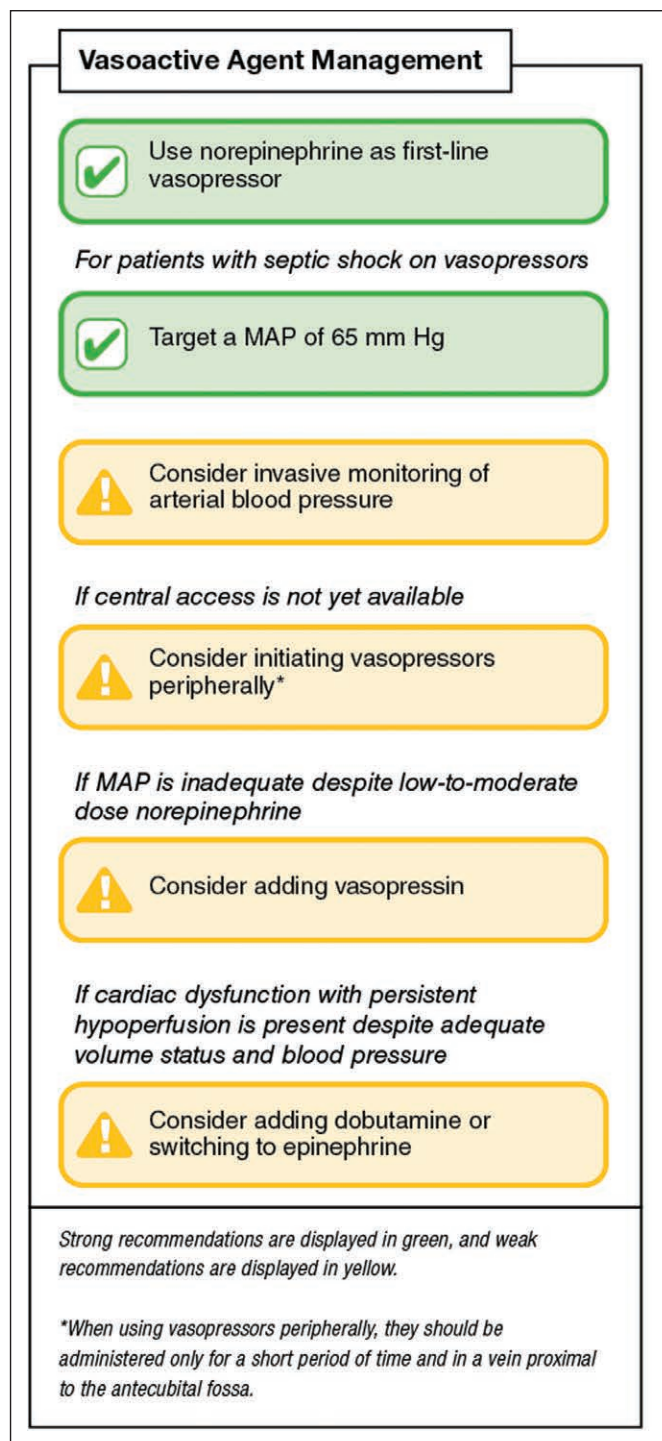 Vasoactive Agent Management
Use norepinephrine as first-line
vasopressor
For patients with septic shock on vasopressors
Target a MAP of 65 mm Hg
Consider invasive monitoring of
arterial blood pressure
If central access is not yet available
Consider initiating vasopressors
peripherally*
If MAP is inadequate despite low-to-moderate
dose norepinephrine
Consider adding vasopressin
If cardiac dysfunction with persistent
hypoperfusion is present despite adequate
volume status and blood pressure
Consider adding dobutamine or
switching to epinephrine
Strong recommendations are displayed in green, and weak
recommendations are displayed in yellow.
*When using vasopressors peripherally, they should be
administered only for a short period of time and in a vein proximal
to the antecubital fossa.